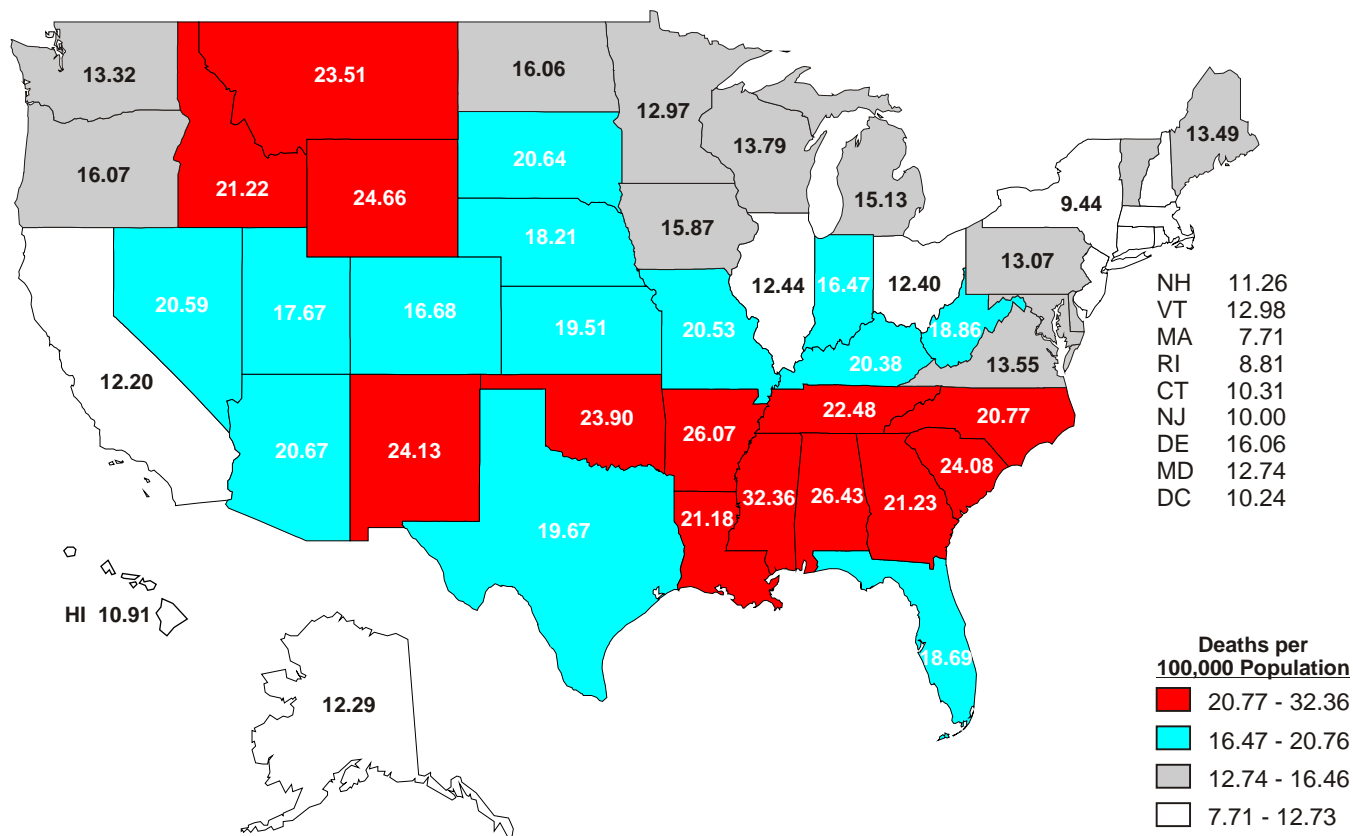 13.32
23.51
16.06
12.97
13.79
13.49
16.07
21.22
24.66
20.64
15.13
9.44
15.87
18.21
13.07
12.44
16.47
12.40
20.59
17.67
16.68
19.51
20.53
18.86
20.38
13.55
12.20
22.48
20.77
23.90
26.07
20.67
24.13
24.08
32.36
26.43
21.23
21.18
19.67
18.69
HI 10.91
12.29
NH 11.26
VT 12.98
MA 7.71
RI 8.81
CT 10.31
NJ 10.00
DE 16.06
MD 12.74
DC 10.24
Deaths per
100,000 Population
20.77 - 32.36
16.47 - 20.76
12.74 - 16.46
7.71 - 12.73